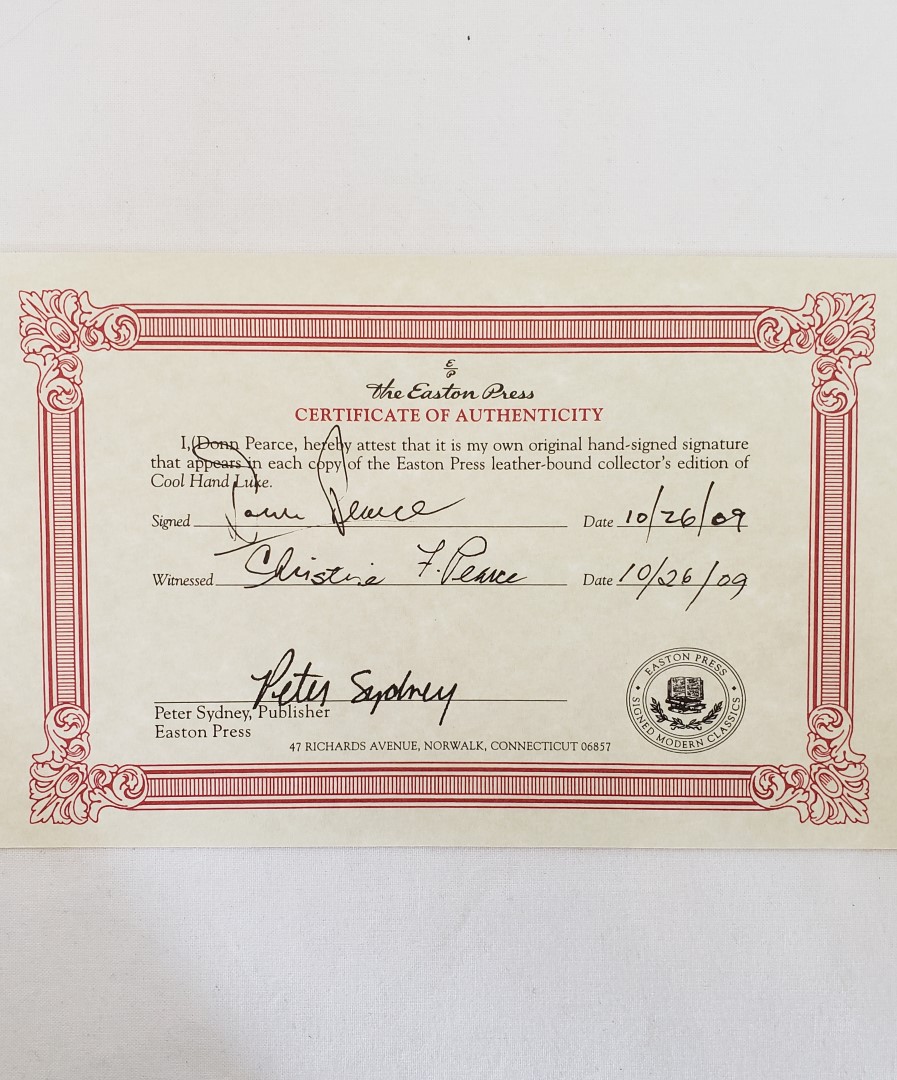 E
P
the Easton Press
CERTIFICATE OF AUTHENTICITY
I, Donn Pearce, hereby attest that it is my own original hand-signed signature
that appears in each copy of the Easton Press leather-bound collector's edition of
Cool Hand Luke.
Signed Donn Pearce Date 10/26/09
Witnessed Christine F. Pearce Date 10/26/09
Peter Sydney
Peter Sydney, Publisher
Easton Press
47 RICHARDS AVENUE, NORWALK, CONNECTICUT 06857
EASTON PRESS
SIGNED MODERN CLASSICS